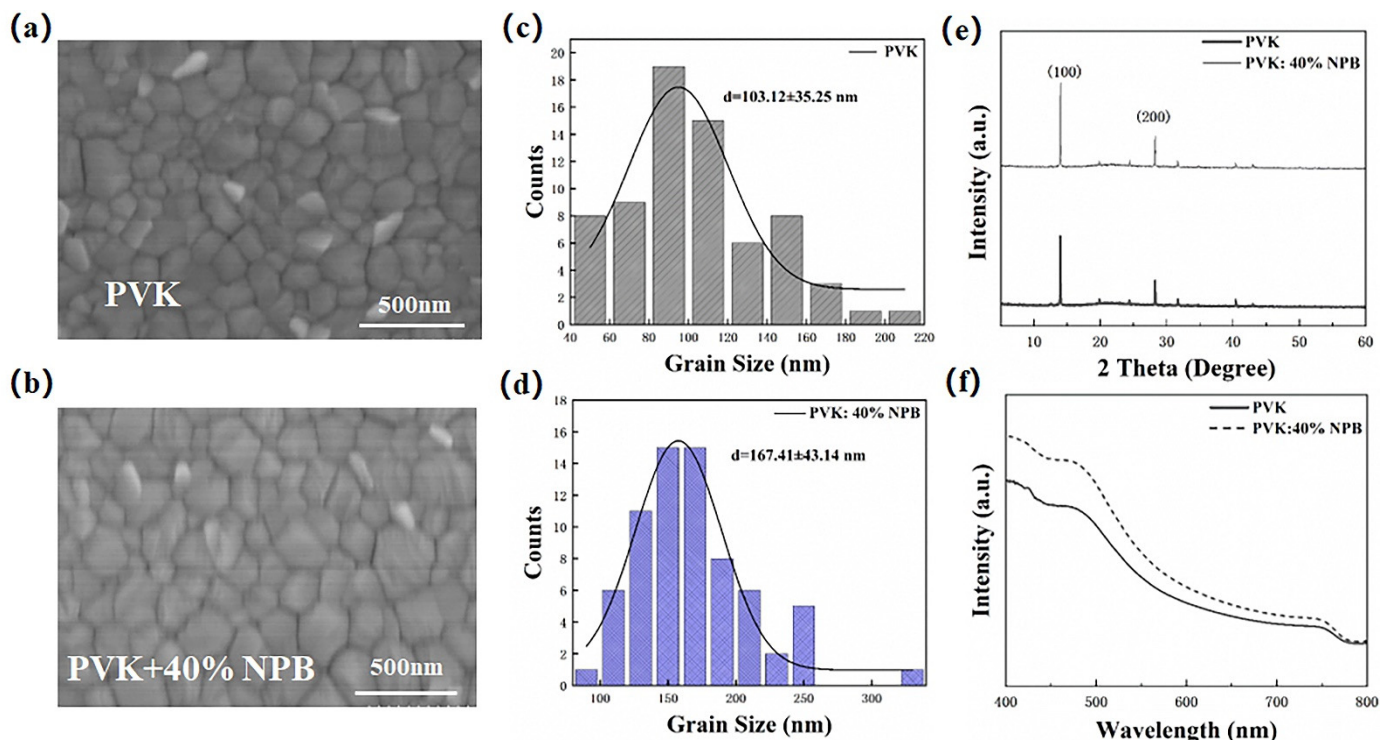 (a)
PVK
500nm
(b)
PVK+40% NPB
500nm
(c)
20
18
16
14
12
10
8
6
4
2
0
Counts
PVK
d=103.12±35.25 nm
40 60 80 100 120 140 160 180 200 220
Grain Size (nm)
(d)
18
16
14
12
10
8
6
4
2
0
Counts
PVK: 40% NPB
d=167.41±43.14 nm
100 150 200 250 300
Grain Size (nm)
(e)
PVK
PVK: 40% NPB
(100)
(200)
Intensity (a.u.)
10 20 30 40 50 60
2 Theta (Degree)
(f)
PVK
PVK:40% NPB
Intensity (a.u.)
400 500 600 700 800
Wavelength (nm)